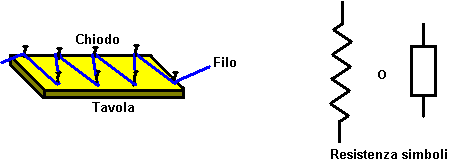 Chiodo
Filo
Tavola
o
Resistenza simboli